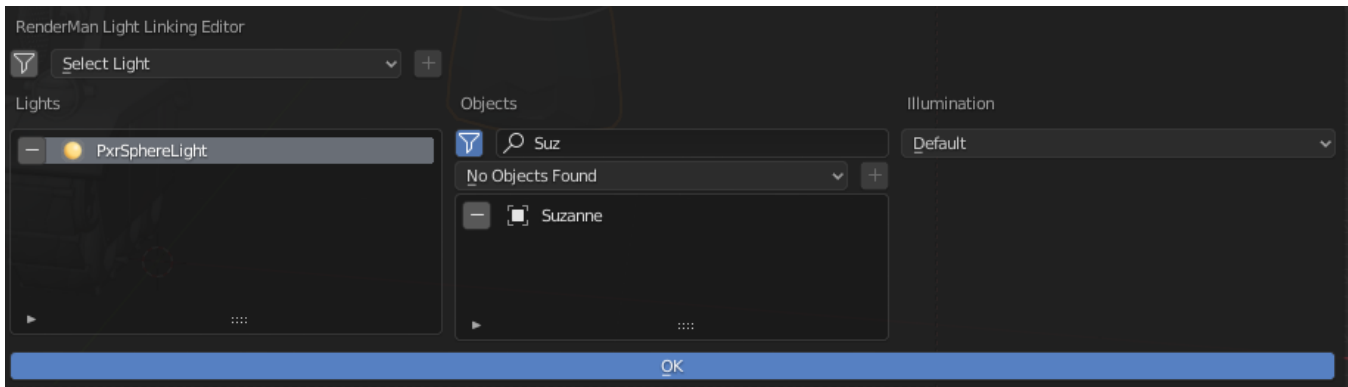 RenderMan Light Linking Editor
Select Light
Lights
Objects
Illumination
PxrSphereLight
Suz
Default
No Objects Found
Suzanne
OK